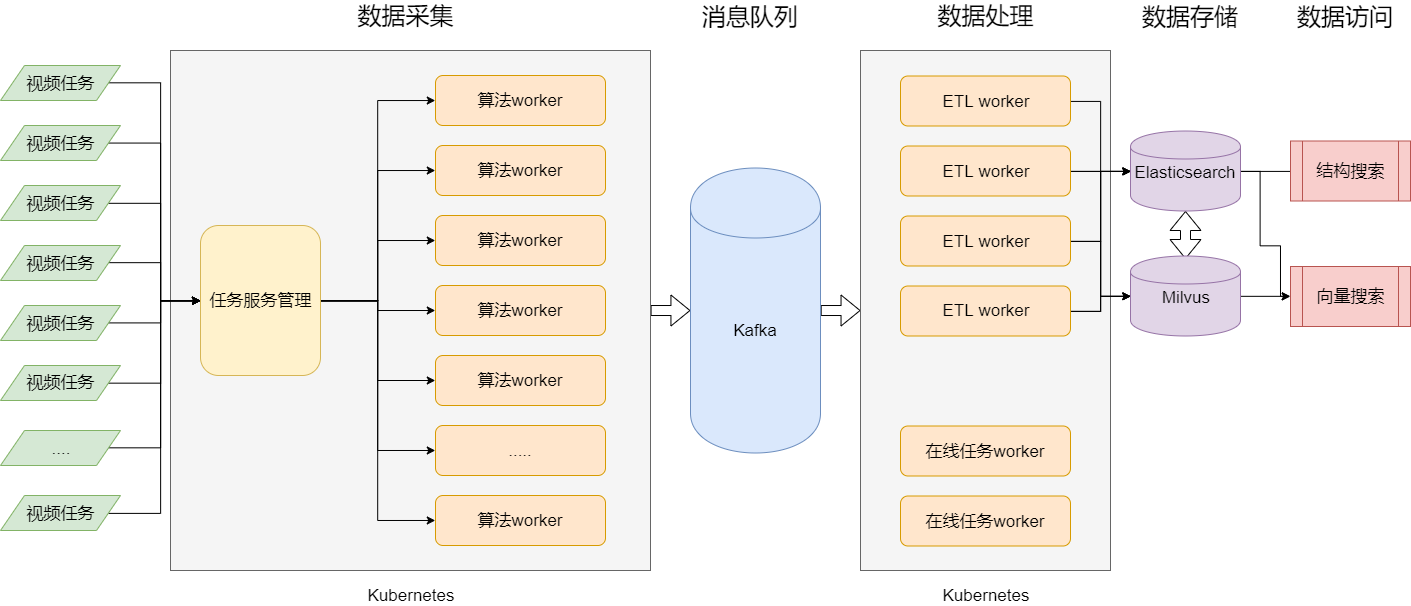 数据采集
消息队列
数据处理
数据存储
数据访问
视频任务
视频任务
视频任务
视频任务
视频任务
视频任务
....
视频任务
任务服务管理
算法worker
算法worker
算法worker
算法worker
算法worker
.....
算法worker
Kubernetes
Kafka
ETL worker
ETL worker
ETL worker
ETL worker
在线任务worker
在线任务worker
Kubernetes
Elasticsearch
Milvus
结构搜索
向量搜索